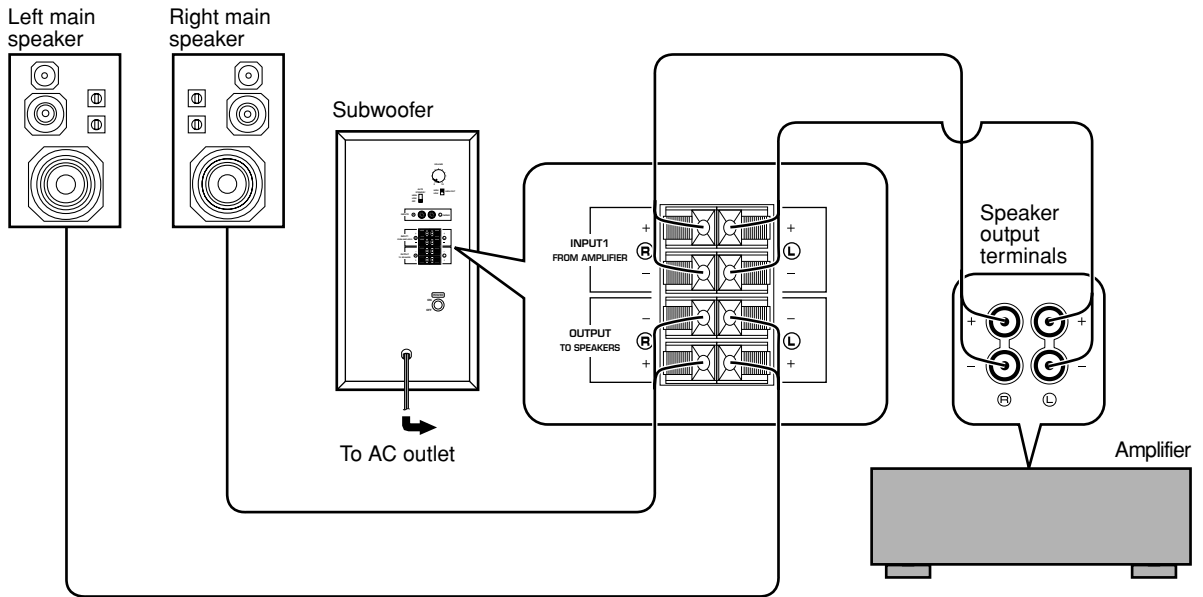 Left main
speaker
Right main
speaker
Subwoofer
To AC outlet
+
INPUT1
FROM AMPLIFIER
R
L
+
–
–
–
–
OUTPUT
TO SPEAKERS
R
L
+
+
Speaker
output
terminals
+
+
–
–
R
L
Amplifier